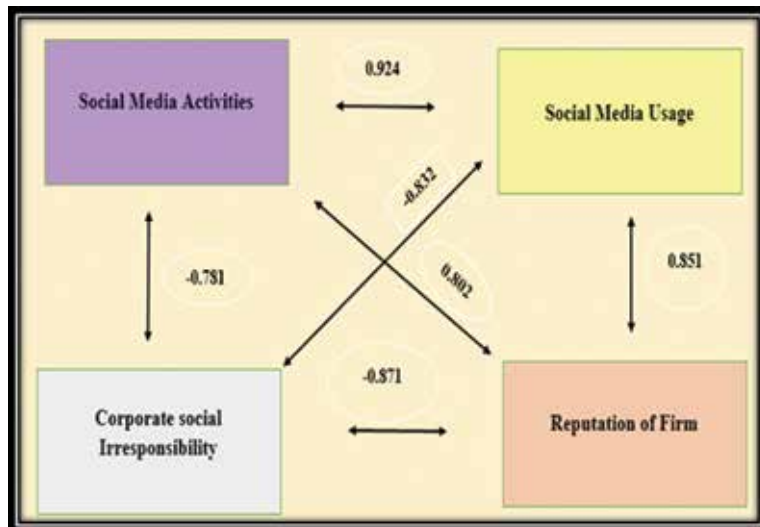 0.924
Social Media Activities
Social Media Usage
-0.832
-0.781
0.802
0.851
-0.871
Corporate social
Irresponsibility
Reputation of Firm